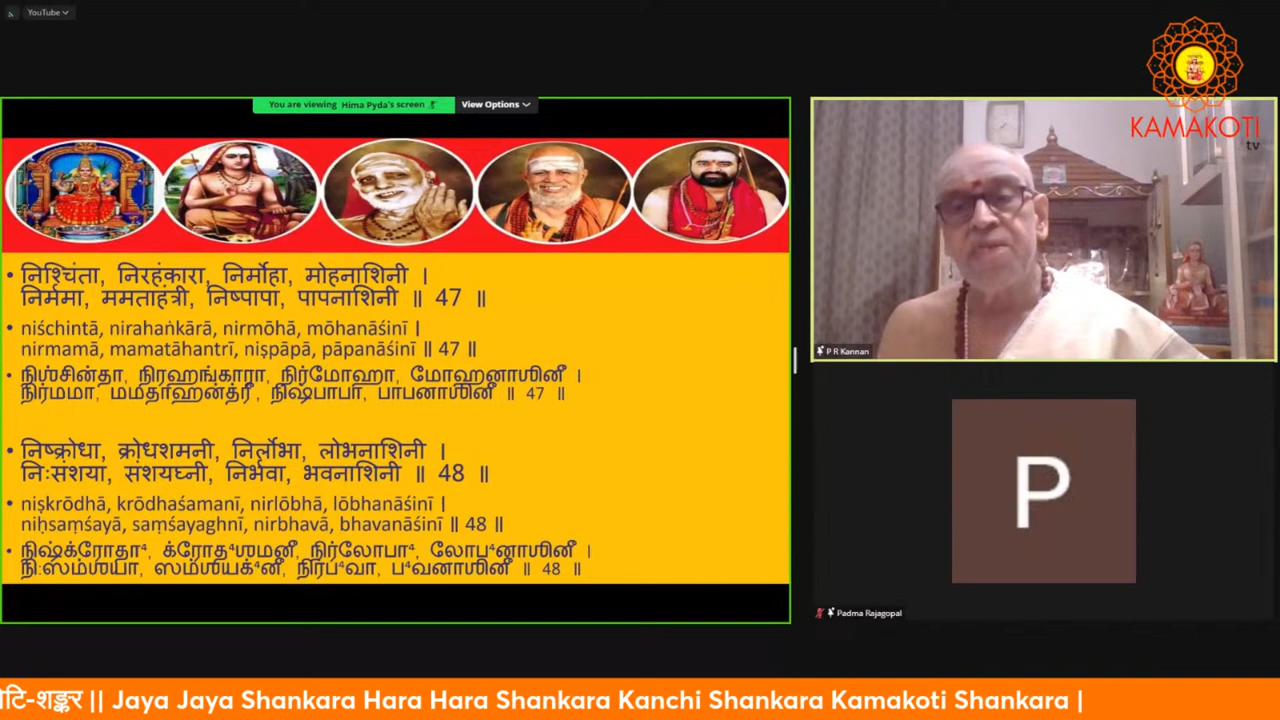 YouTube
KAMAKOTI
tv
You are viewing Hima Pyda's screen
View Options
• निश्चिंता, निरहंकारा, निर्मोहा, मोहनाशिनी ।
निर्ममा, ममताहंत्री, निष्पापा, पापनाशिनी ॥ 47 ॥
• niśchintā, nirahaṅkārā, nirmōhā, mōhanāśinī |
nirmamā, mamatāhantrī, niṣpāpā, pāpanāśinī ‖ 47 ‖
• நிஶ்சின்தா, நிரஹங்காரா, நிர்மோஹா, மோஹனாஶினீ ।
நிர்மமா, மமதாஹன்த்ரீ, நிஷ்பாபா, பாபனாஶினீ ॥ 47 ॥
• निष्क्रोधा, क्रोधशमनी, निर्लोभा, लोभनाशिनी ।
निःसंशया, संशयघ्नी, निर्भवा, भवनाशिनी ॥ 48 ॥
• niṣkrōdhā, krōdhaśamanī, nirlōbhā, lōbhanāśinī |
niḥsaṃśayā, saṃśayaghnī, nirbhavā, bhavanāśinī ‖ 48 ‖
• நிஷ்க்ரோதா⁴, க்ரோத⁴ஶமனீ, நிர்லோபா⁴, லோப⁴னாஶினீ ।
நி:ஸம்ஶயா, ஸம்ஶயக்⁴னீ, நிர்ப⁴வா, ப⁴வனாஶினீ ॥ 48 ॥
P R Kannan
P
Padma Rajagopal
ोटि-शङ्कर || Jaya Jaya Shankara Hara Hara Shankara Kanchi Shankara Kamakoti Shankara |